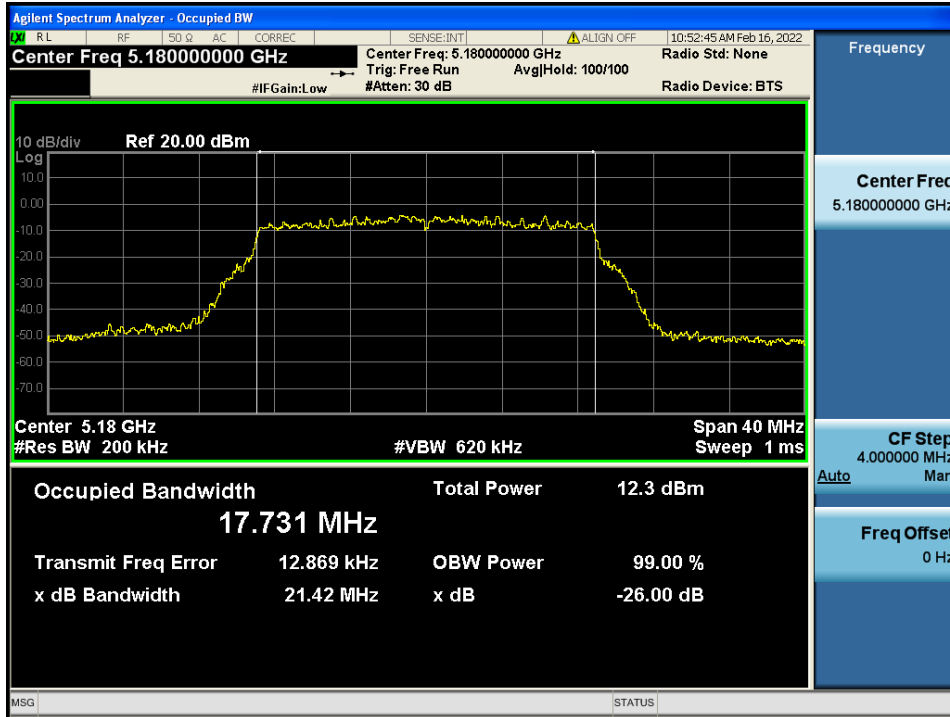 Agilent Spectrum Analyzer - Occupied BW
LXI RL RF 50 Ω AC CORREC SENSE:INT ALIGN OFF 10:52:45 AM Feb 16, 2022
Center Freq 5.180000000 GHz
Center Freq: 5.180000000 GHz
Radio Std: None
Trig: Free Run Avg|Hold: 100/100
#IFGain:Low
#Atten: 30 dB
Radio Device: BTS
10 dB/div Ref 20.00 dBm
Log
10.0
0.00
-10.0
-20.0
-30.0
-40.0
-50.0
-60.0
-70.0
Center 5.18 GHz Span 40 MHz
#Res BW 200 kHz #VBW 620 kHz Sweep 1 ms
Occupied Bandwidth Total Power 12.3 dBm
17.731 MHz
Transmit Freq Error 12.869 kHz OBW Power 99.00 %
x dB Bandwidth 21.42 MHz x dB -26.00 dB
MSG STATUS
Frequency
Center Freq
5.180000000 GHz
CF Step
4.000000 MHz
Auto Man
Freq Offset
0 Hz